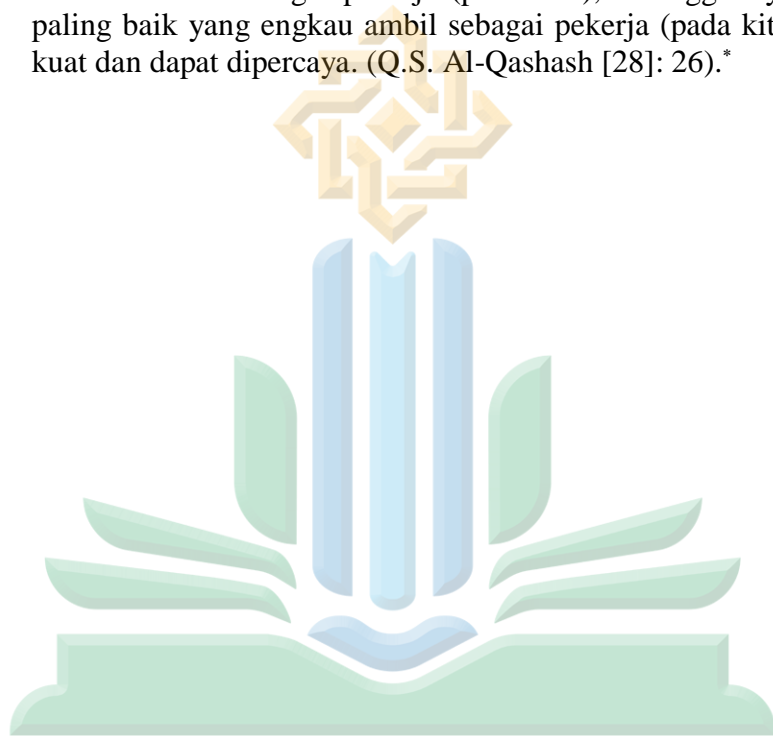 paling baik yang engkau ambil sebagai pekerja (pada kit
kuat dan dapat dipercaya. (Q.S. Al-Qashash [28]: 26).*